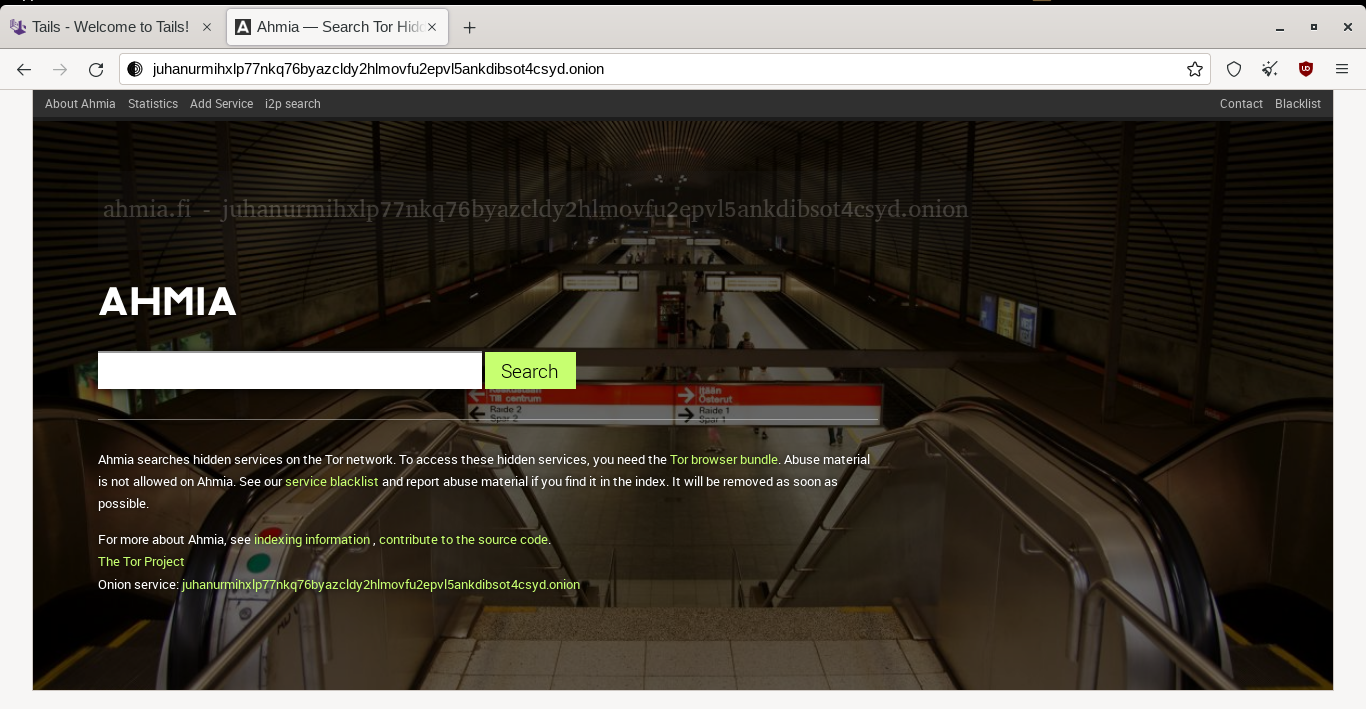 Tails - Welcome to Tails!
Ahmia — Search Tor Hidd
juhanurmihxlp77nkq76byazcldy2hlmovfu2epvl5ankdibsot4csyd.onion
About Ahmia Statistics Add Service i2p search Contact Blacklist
ahmia.fi - juhanurmihxlp77nkq76byazcldy2hlmovfu2epvl5ankdibsot4csyd.onion
AHMIA
Search
Till centrum
Itään
Österut
Raide 2
Spår 2
Raide 1
Spår 1
Ahmia searches hidden services on the Tor network. To access these hidden services, you need the Tor browser bundle. Abuse material
is not allowed on Ahmia. See our service blacklist and report abuse material if you find it in the index. It will be removed as soon as
possible.
For more about Ahmia, see indexing information , contribute to the source code.
The Tor Project
Onion service: juhanurmihxlp77nkq76byazcldy2hlmovfu2epvl5ankdibsot4csyd.onion